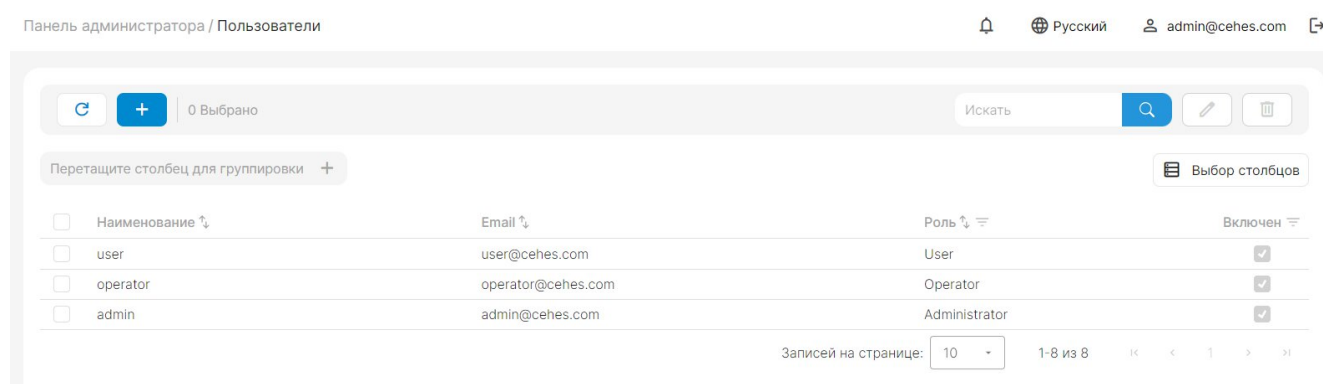 Панель администратора / Пользователи
Русский
admin@cehes.com
0 Выбрано
Искать
Перетащите столбец для группировки +
Выбор столбцов
Наименование Email Роль Включен
user user@cehes.com User
operator operator@cehes.com Operator
admin admin@cehes.com Administrator
Записей на странице: 10 1-8 из 8 1